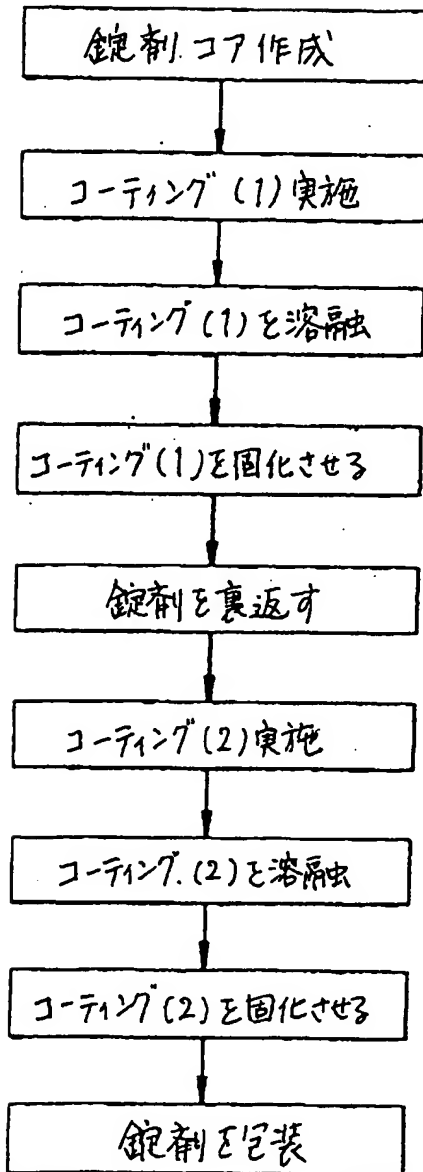 錠剤コア作成
コーティング(1)実施
コーティング(1)を溶融
コーティング(1)を固化させる
錠剤を裏返す
コーティング(2)実施
コーティング(2)を溶融
コーティング(2)を固化させる
錠剤を包装